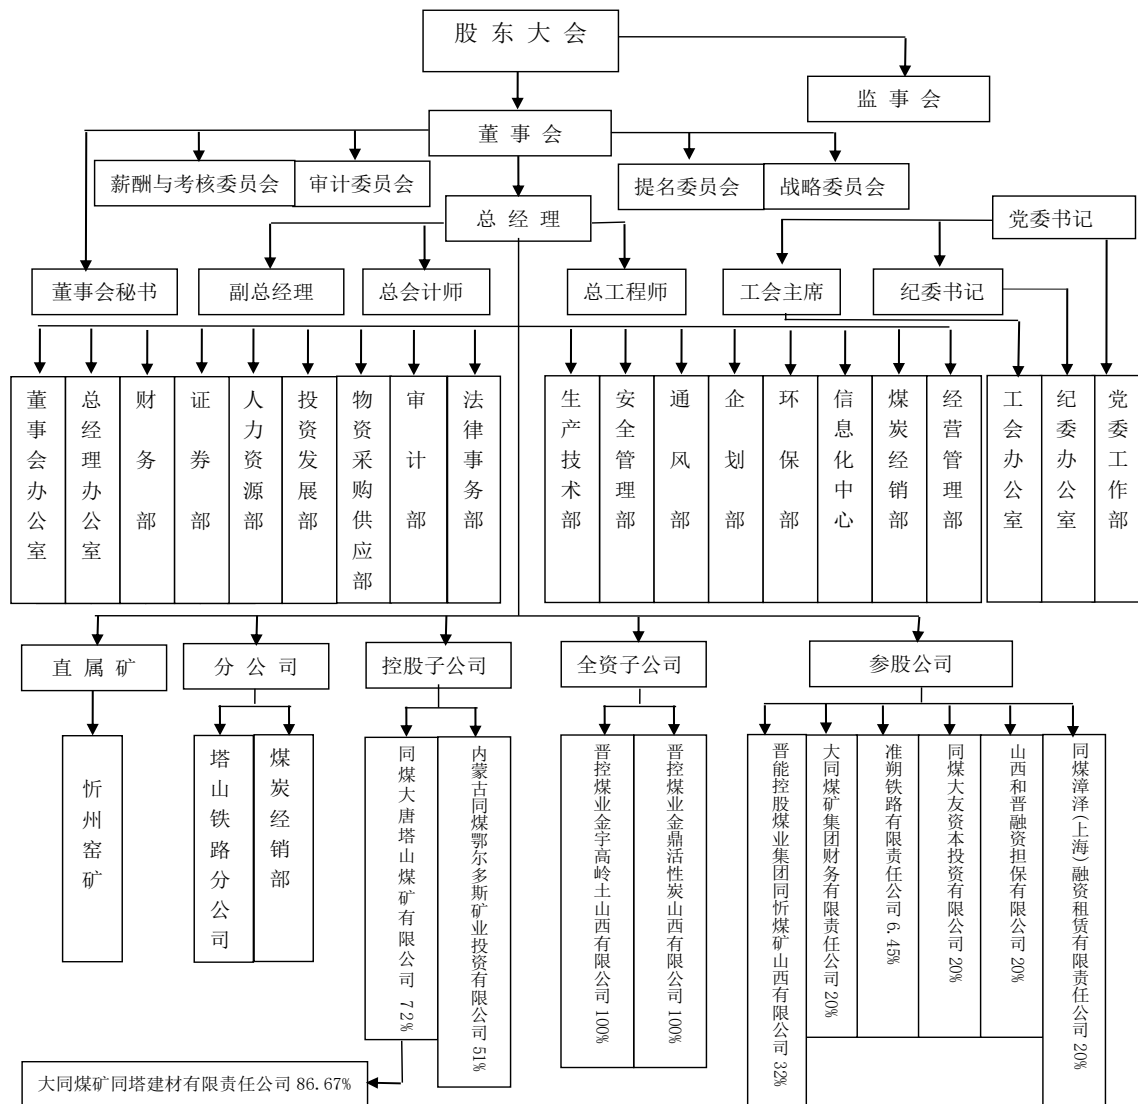 股 东 大 会
监 事 会
董 事 会
薪酬与考核委员会
审计委员会
提名委员会
战略委员会
总 经 理
党委书记
董事会秘书
副总经理
总会计师
总工程师
工会主席
纪委书记
董事会办公室
总经理办公室
财务部
证券部
人力资源部
投资发展部
物资采购供应部
审计部
法律事务部
生产技术部
安全管理部
通风部
企划部
环保部
信息化中心
煤炭经销部
经营管理部
工会办公室
纪委办公室
党委工作部
直 属 矿
分 公 司
控股子公司
全资子公司
参股公司
忻州窑矿
塔山铁路分公司
煤炭经销部
同煤大唐塔山煤矿有限公司 72%
内蒙古同煤鄂尔多斯矿业投资有限公司 51%
晋控煤业金宇高岭土山西有限公司 100%
晋控煤业金鼎活性炭山西有限公司 100%
晋能控股煤业集团同忻煤矿山西有限公司 32%
大同煤矿集团财务有限责任公司 20%
准朔铁路有限责任公司 6.45%
同煤大友资本投资有限公司 20%
山西和晋融资担保有限公司 20%
同煤漳泽(上海)融资租赁有限责任公司 20%
大同煤矿同塔建材有限责任公司 86.67%